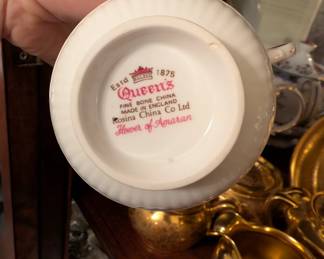 Estd 1875
Queen's
FINE BONE CHINA
MADE IN ENGLAND
Rosina China Co Ltd
Flower of Amaran